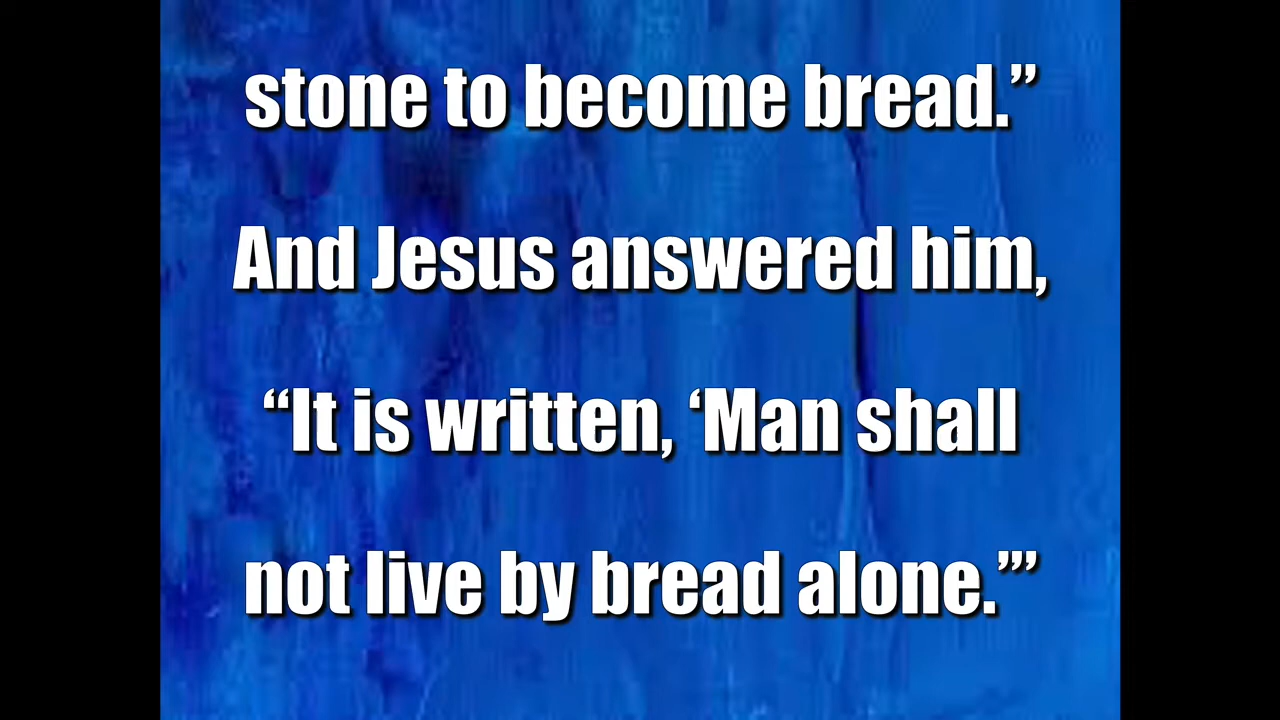 stone to become bread.”
And Jesus answered him,
“It is written, ‘Man shall
not live by bread alone.’”